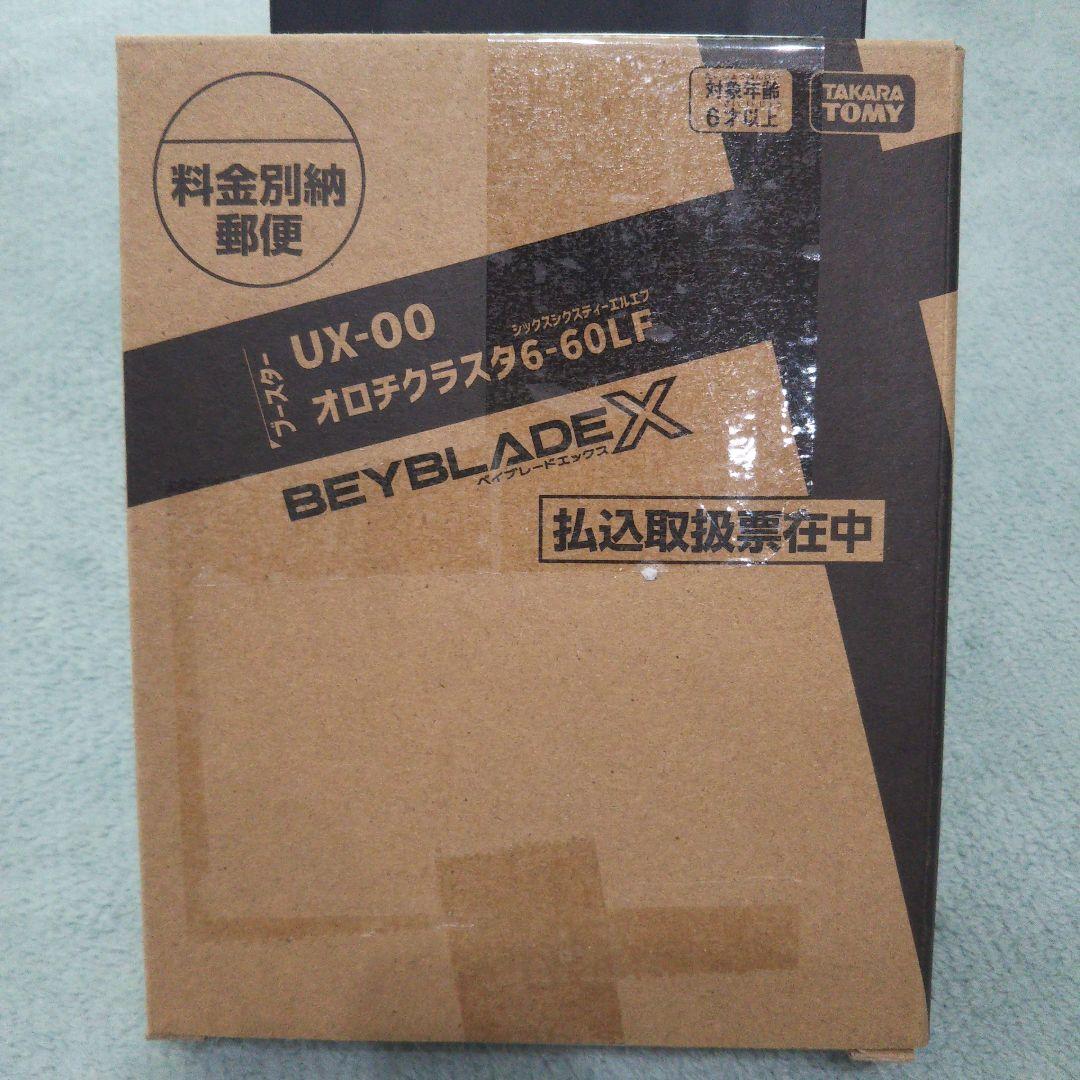 料金別納
郵便
対象年齢
6才以上
TAKARA
TOMY
ブースター
UX-00
シックスシクスティーエルエフ
オロチクラスタ6-60LF
BEYBLADE X
ベイブレードエックス
払込取扱票在中